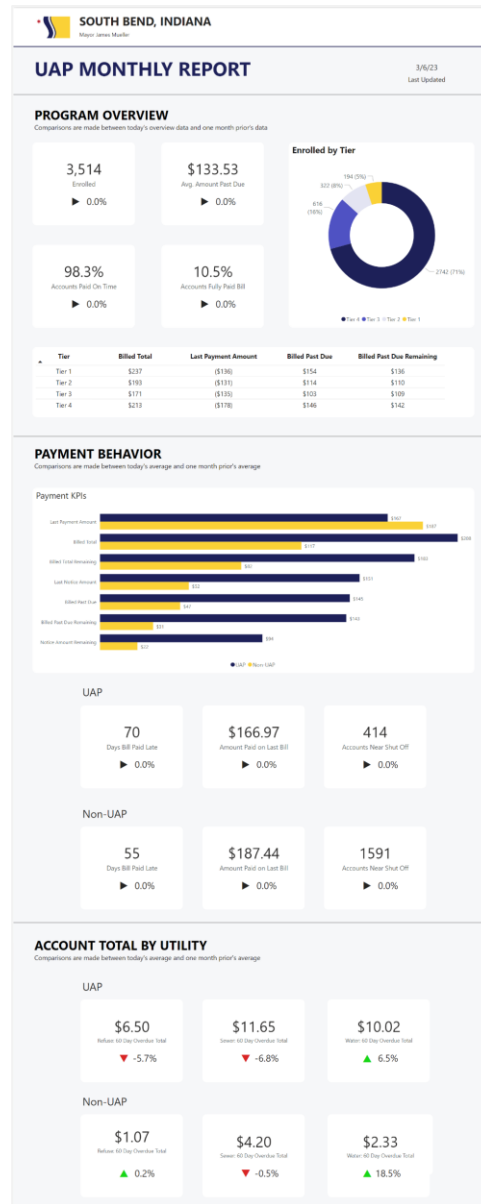 SOUTH BEND, INDIANA
Mayor James Mueller
UAP MONTHLY REPORT
3/6/23
Last Updated
PROGRAM OVERVIEW
Comparisons are made between today's overview data and one month prior's data
3,514
Enrolled
▶ 0.0%
$133.53
Avg. Amount Past Due
▶ 0.0%
98.3%
Accounts Paid On Time
▶ 0.0%
10.5%
Accounts Fully Paid Bill
▶ 0.0%
Enrolled by Tier
194 (5%)
322 (8%)
616
(16%)
2742 (71%)
Tier 4 Tier 3 Tier 2 Tier 1
Tier Billed Total Last Payment Amount Billed Past Due Billed Past Due Remaining
Tier 1 $237 ($136) $154 $136
Tier 2 $193 ($131) $114 $110
Tier 3 $171 ($135) $103 $109
Tier 4 $213 ($178) $146 $142
PAYMENT BEHAVIOR
Comparisons are made between today's average and one month prior's average
Payment KPIs
Last Payment Amount
Billed Total
Billed Total Remaining
Last Notice Amount
Billed Past Due
Billed Past Due Remaining
Notice Amount Remaining
UAP Non-UAP
UAP
70
Days Bill Paid Late
▶ 0.0%
$166.97
Amount Paid on Last Bill
▶ 0.0%
414
Accounts Near Shut Off
▶ 0.0%
Non-UAP
55
Days Bill Paid Late
▶ 0.0%
$187.44
Amount Paid on Last Bill
▶ 0.0%
1591
Accounts Near Shut Off
▶ 0.0%
ACCOUNT TOTAL BY UTILITY
Comparisons are made between today's average and one month prior's average
UAP
$6.50
Refuse: 60 Day Overdue Total
▼ -5.7%
$11.65
Sewer: 60 Day Overdue Total
▼ -6.8%
$10.02
Water: 60 Day Overdue Total
▲ 6.5%
Non-UAP
$1.07
Refuse: 60 Day Overdue Total
▲ 0.2%
$4.20
Sewer: 60 Day Overdue Total
▼ -0.5%
$2.33
Water: 60 Day Overdue Total
▲ 18.5%